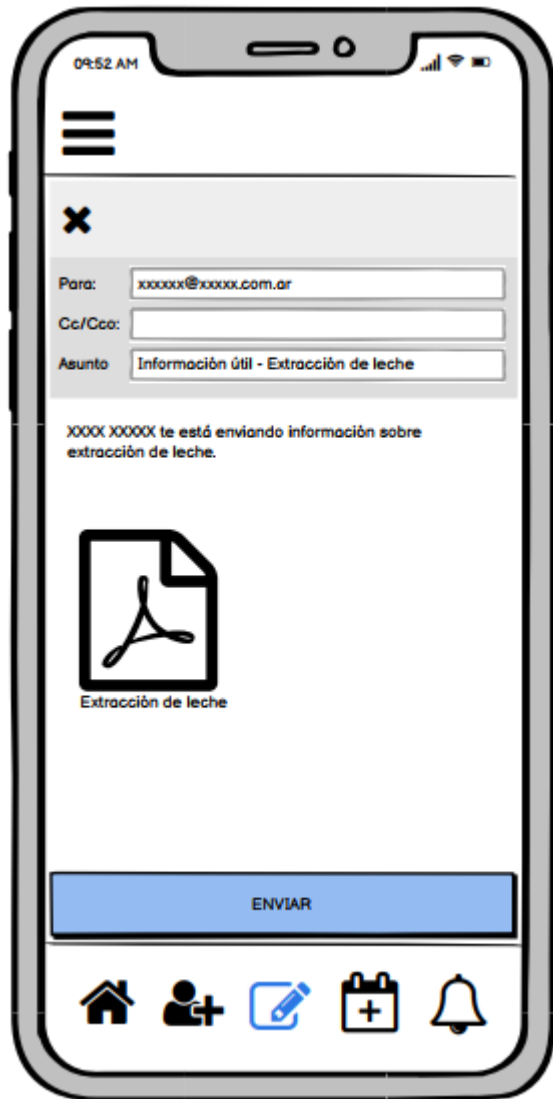 09:52 AM
Para: xxxxxx@xxxxx.com.ar
Cc/Cco:
Asunto Información útil - Extracción de leche
XXXX XXXXX te está enviando información sobre
extracción de leche.
Extracción de leche
ENVIAR